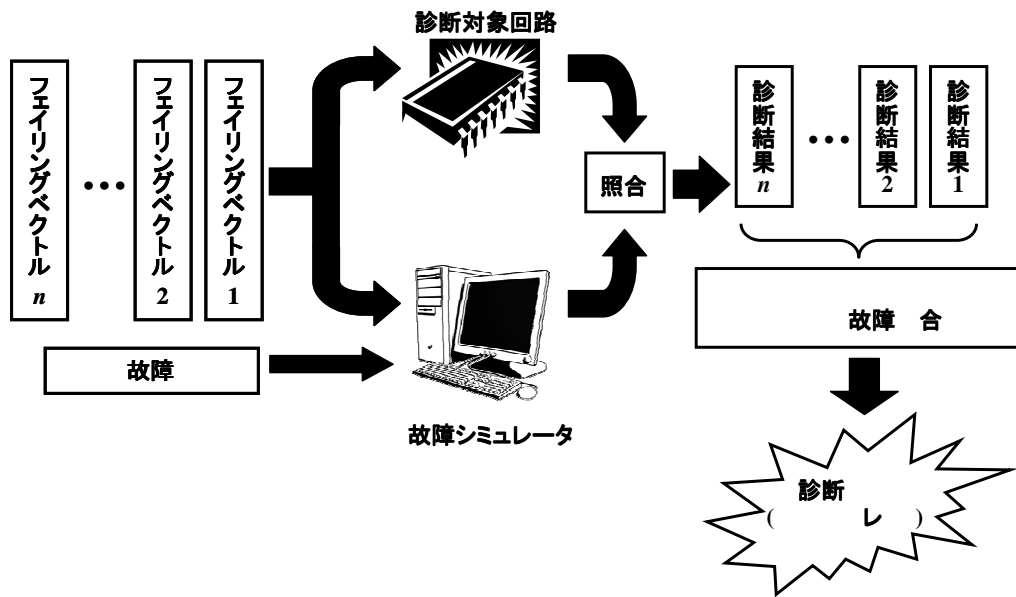 診断対象回路
フェイリングベクトル n
…
フェイリングベクトル 2
フェイリングベクトル 1
照合
診断結果 n
…
診断結果 2
診断結果 1
故障 合
故障
故障シミュレータ
診断
( レ )